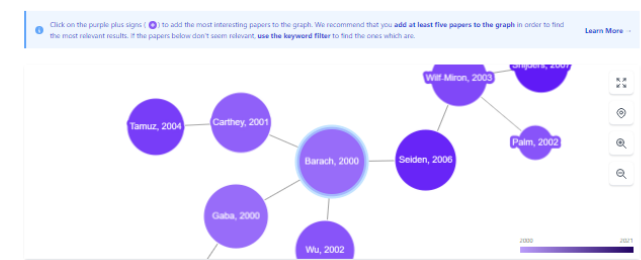 Click on the purple plus signs ( ) to add the most interesting papers to the graph. We recommend that you add at least five papers to the graph in order to find
the most relevant results. If the papers below don't seem relevant, use the keyword filter to find the ones which are.
Learn More
Snijders, 2007
Wilf-Miron, 2003
Carthey, 2001
Tamuz, 2004
Palm, 2002
Barach, 2000
Seiden, 2006
Gaba, 2000
Wu, 2002
2000
2021